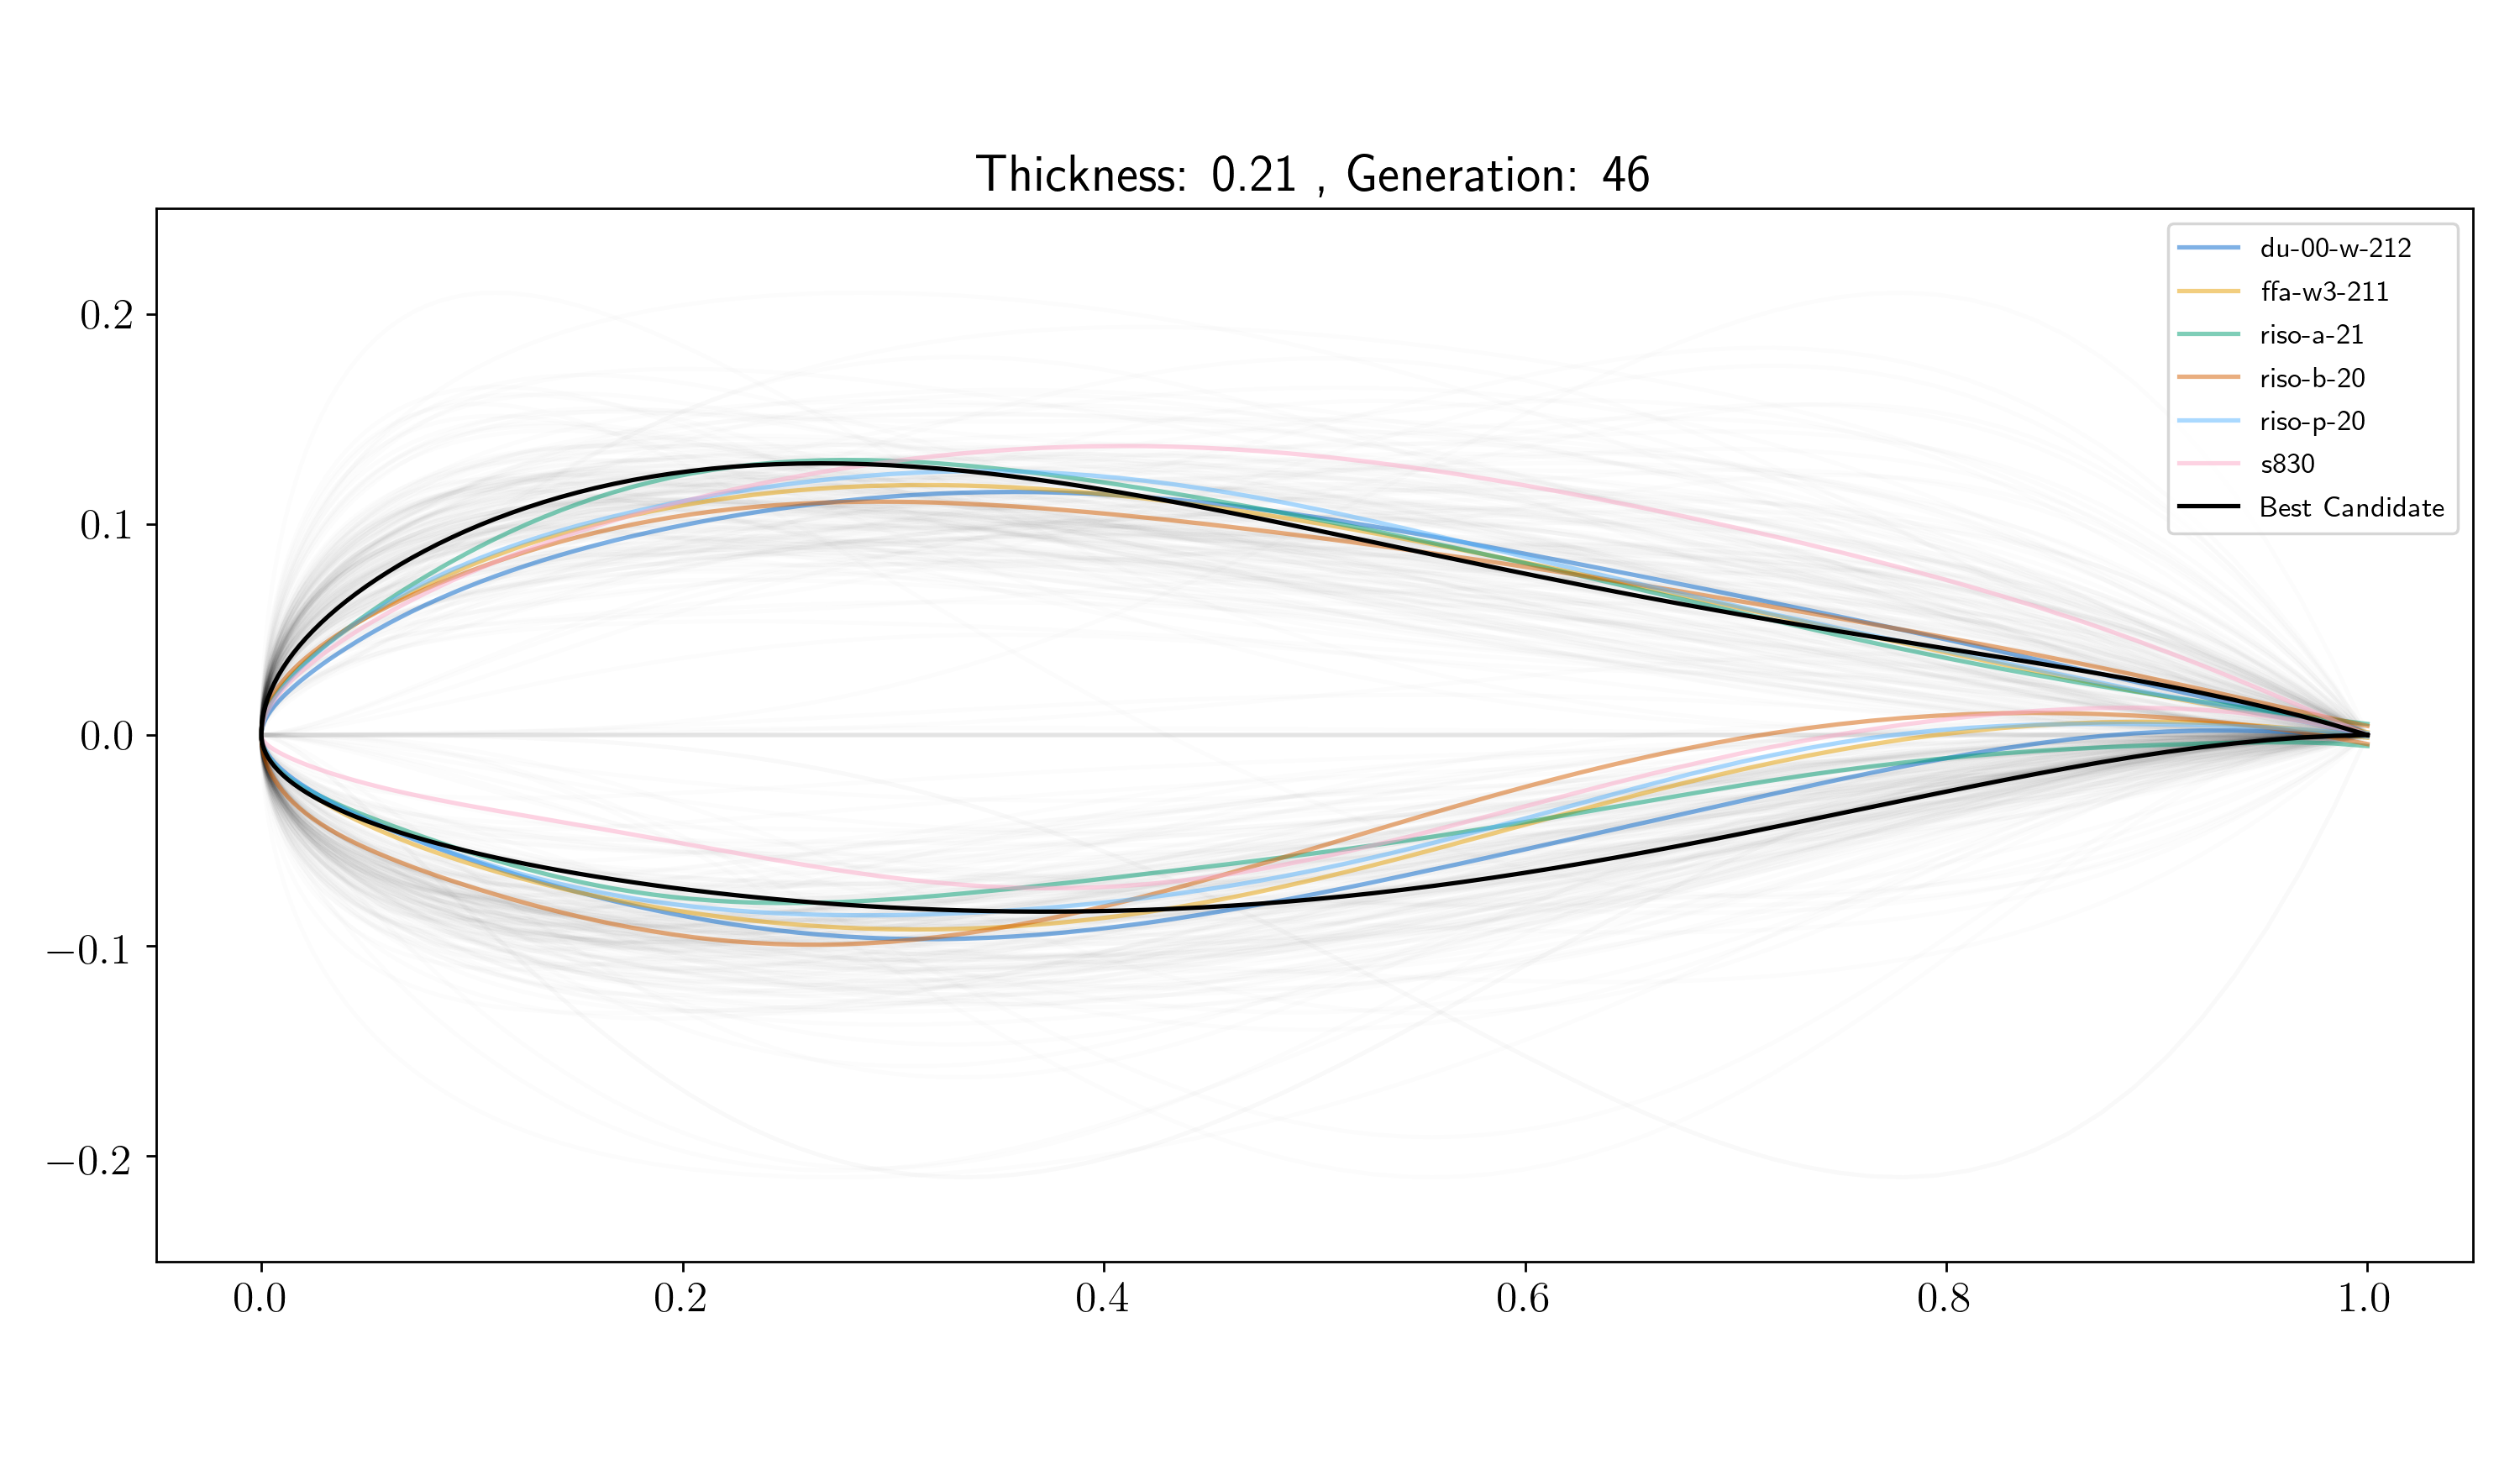 Thickness: 0.21 , Generation: 46
du-00-w-212
ffa-w3-211
riso-a-21
riso-b-20
riso-p-20
s830
Best Candidate
0.2
0.1
0.0
−0.1
−0.2
0.0 0.2 0.4 0.6 0.8 1.0